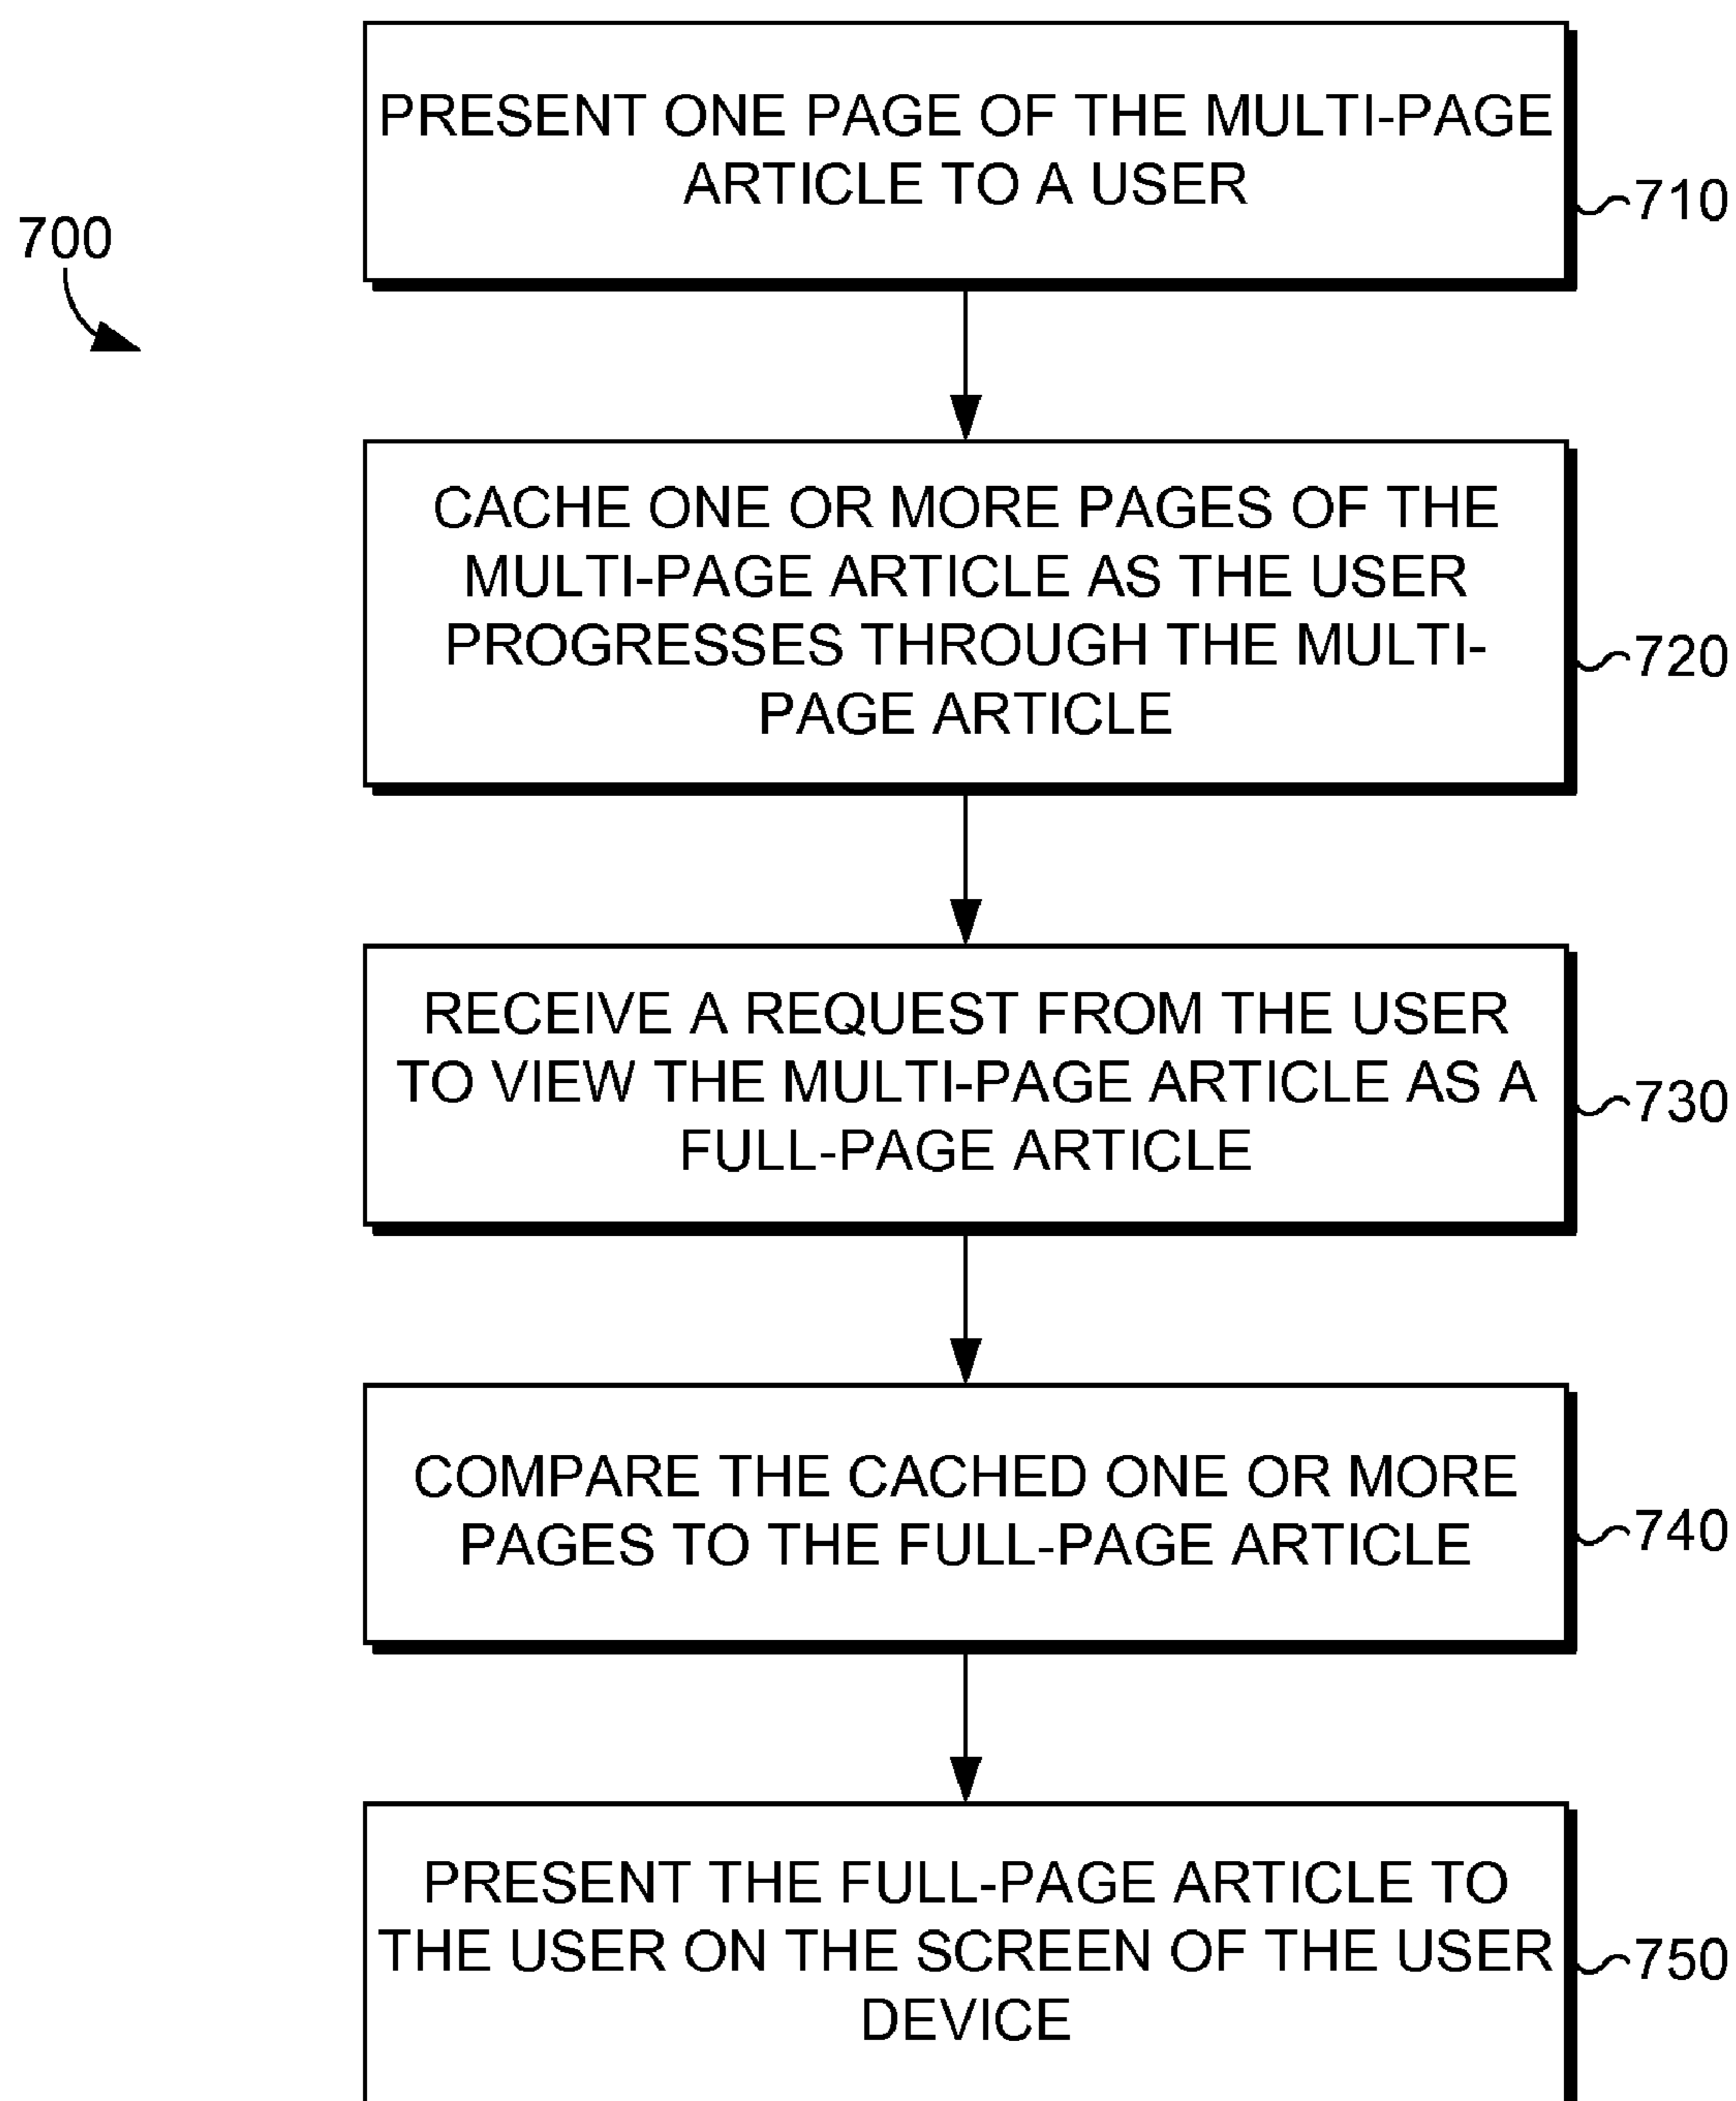 PRESENT ONE PAGE OF THE MULTI-PAGE
ARTICLE TO A USER
710
700
CACHE ONE OR MORE PAGES OF THE
MULTI-PAGE ARTICLE AS THE USER
PROGRESSES THROUGH THE MULTI-
PAGE ARTICLE
720
RECEIVE A REQUEST FROM THE USER
TO VIEW THE MULTI-PAGE ARTICLE AS A
FULL-PAGE ARTICLE
730
COMPARE THE CACHED ONE OR MORE
PAGES TO THE FULL-PAGE ARTICLE
740
PRESENT THE FULL-PAGE ARTICLE TO
THE USER ON THE SCREEN OF THE USER
DEVICE
750